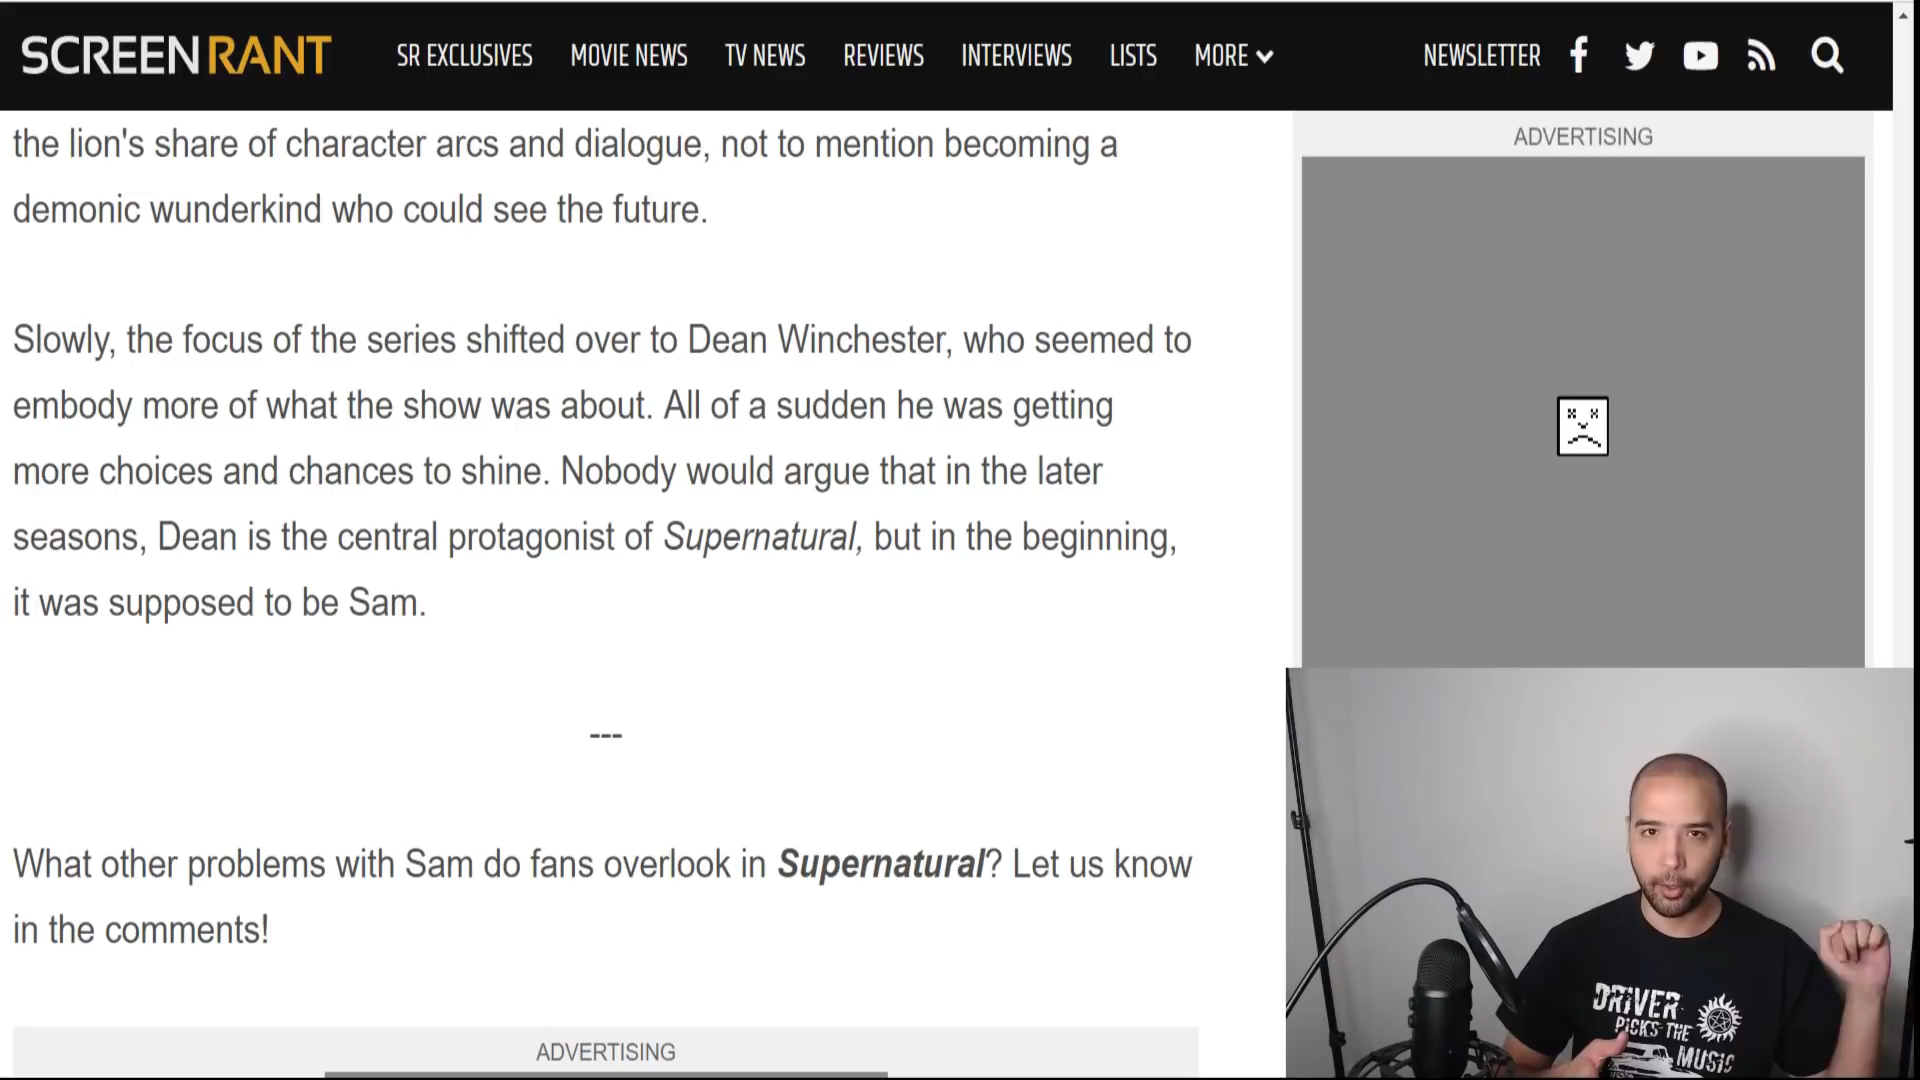 SCREENRANT SR EXCLUSIVES MOVIE NEWS TV NEWS REVIEWS INTERVIEWS LISTS MORE NEWSLETTER
the lion's share of character arcs and dialogue, not to mention becoming a
demonic wunderkind who could see the future.
Slowly, the focus of the series shifted over to Dean Winchester, who seemed to
embody more of what the show was about. All of a sudden he was getting
more choices and chances to shine. Nobody would argue that in the later
seasons, Dean is the central protagonist of Supernatural, but in the beginning,
it was supposed to be Sam.
---
What other problems with Sam do fans overlook in Supernatural? Let us know
in the comments!
ADVERTISING
ADVERTISING
DRIVER
PICKS THE
MUSIC